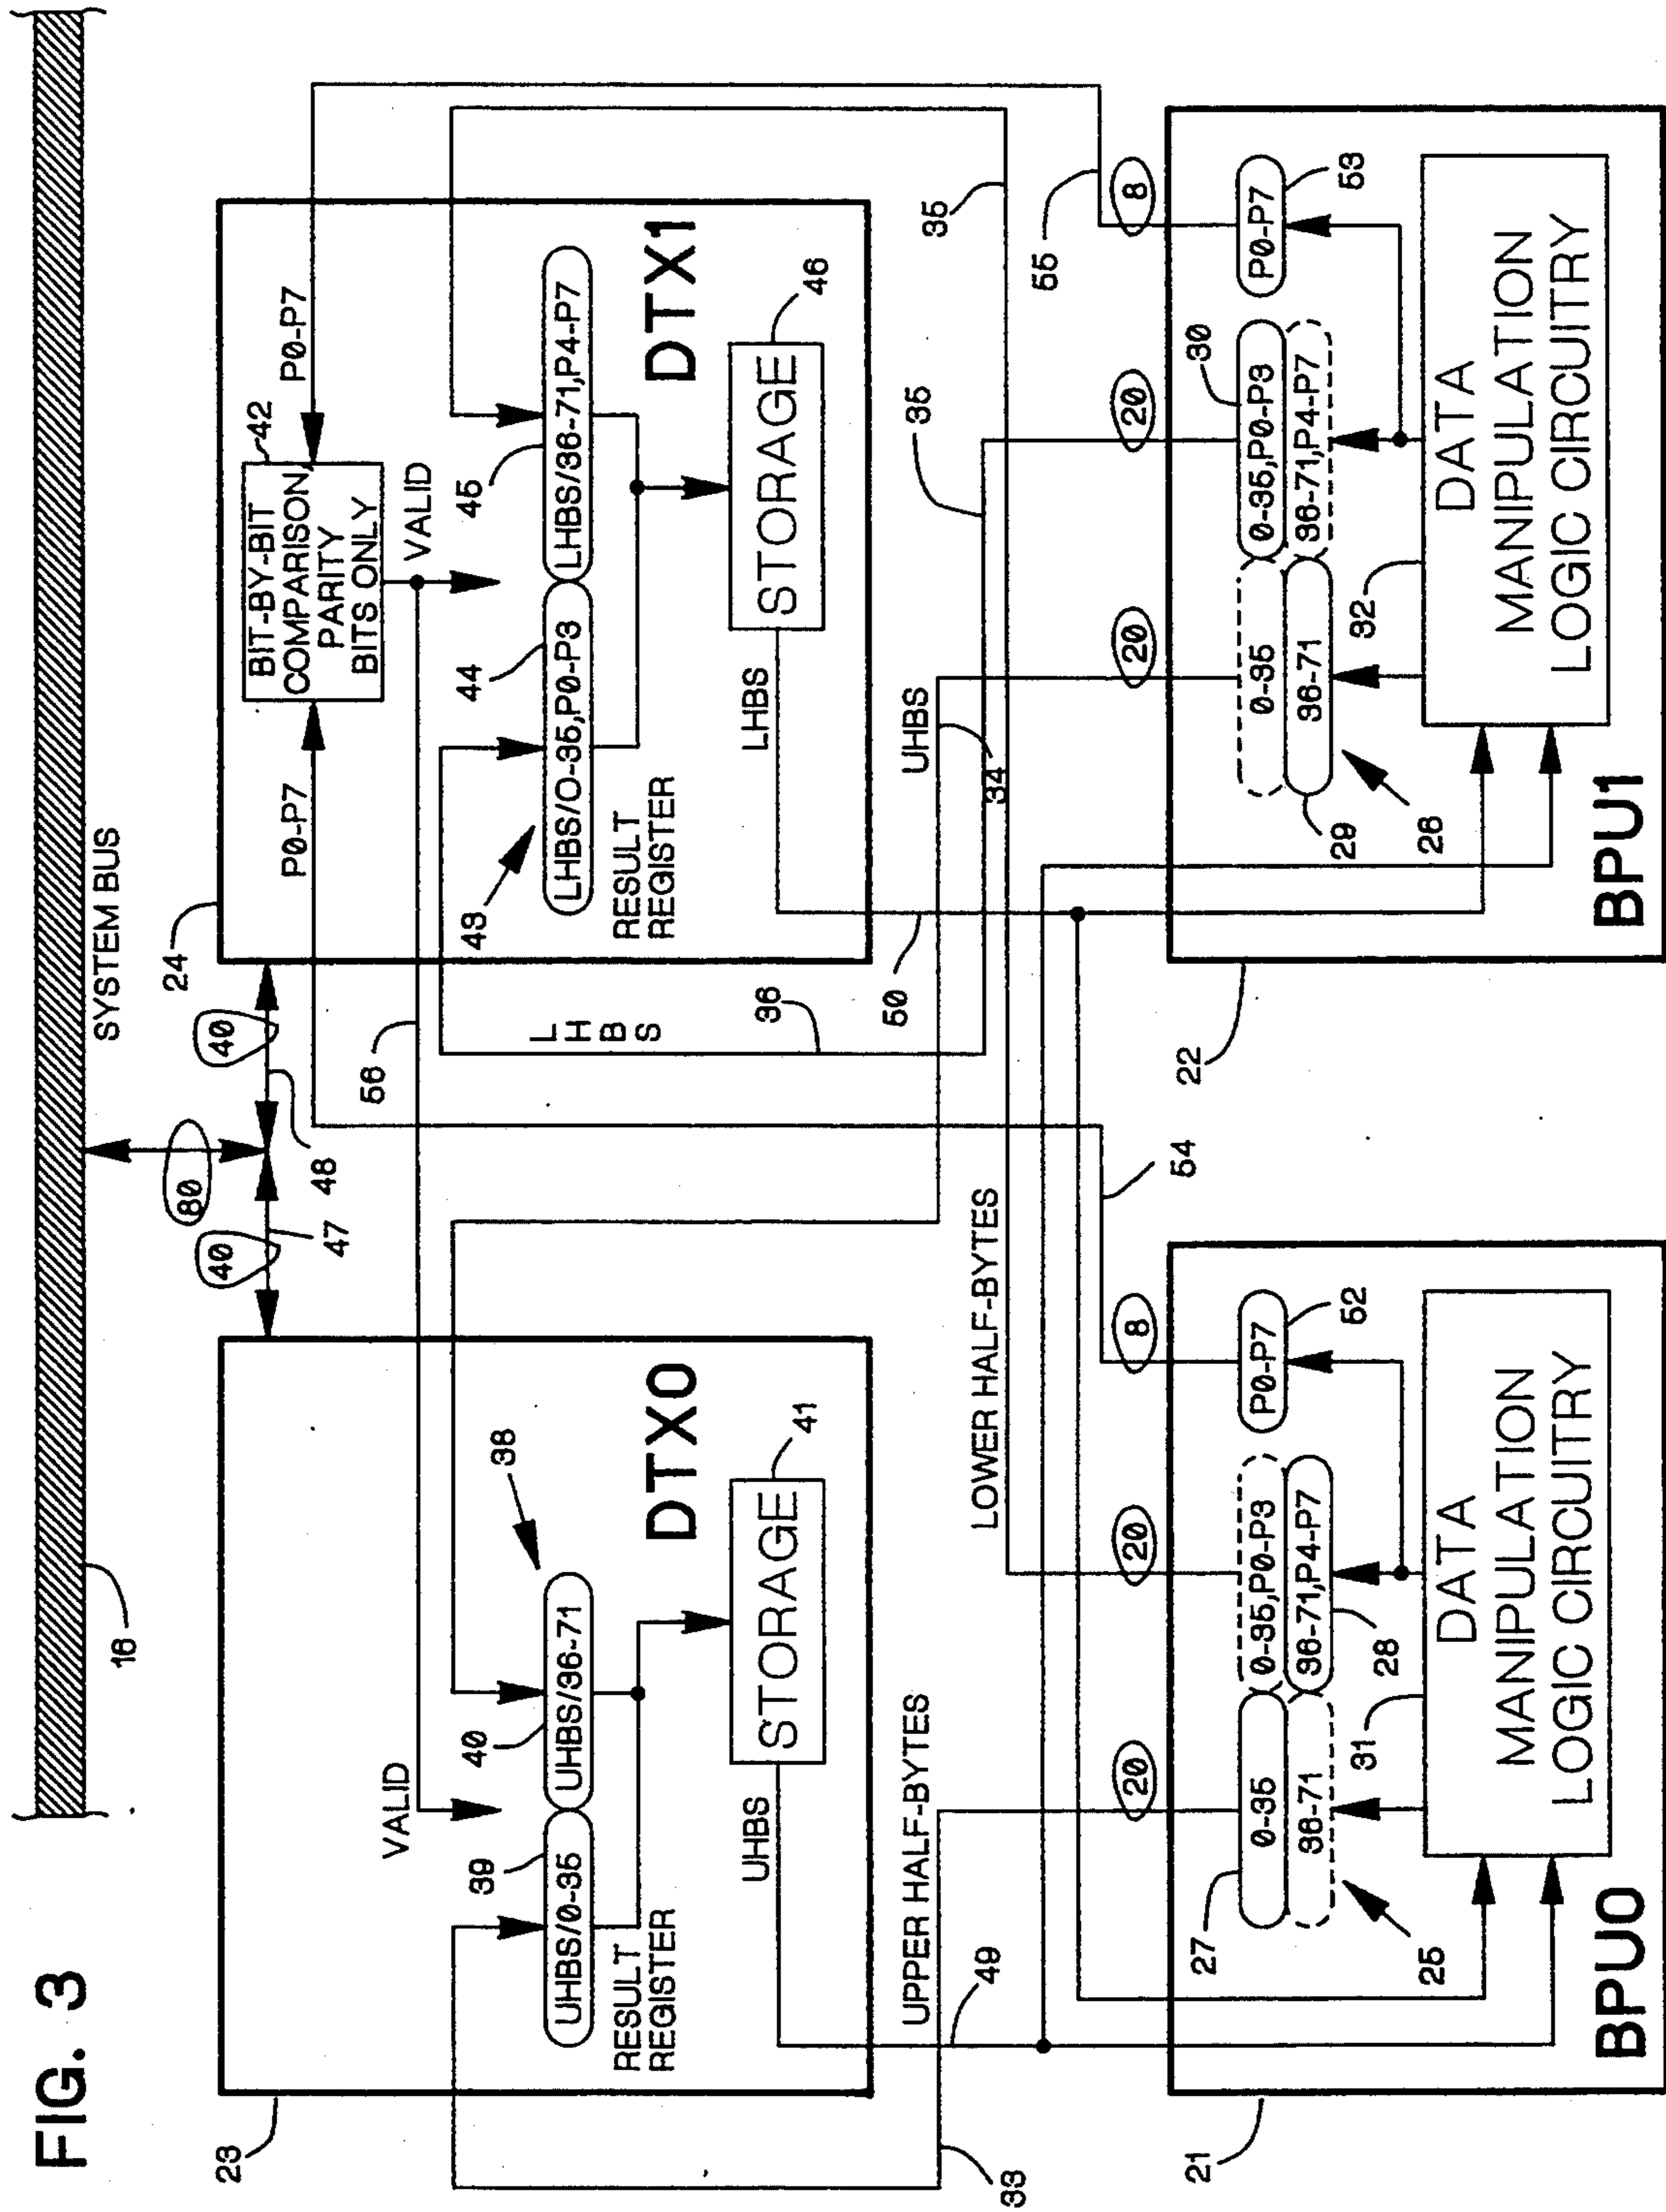 FIG. 3
16
SYSTEM BUS
80
40
40
47
48
23
24
VALID
56
39
UHBS/0-35
40
UHBS/36-71
38
RESULT
REGISTER
DTX0
UHBS
STORAGE
41
P0-P7
BIT-BY-BIT
COMPARISON,
PARITY
BITS ONLY
42
P0-P7
VALID
43
44
45
LHBS/0-35,P0-P3
LHBS/36-71,P4-P7
RESULT
REGISTER
DTX1
LHBS
STORAGE
46
LHBS
36
33
UPPER HALF-BYTES
49
LOWER HALF-BYTES
54
50
UHBS
34
35
35
55
21
20
20
8
27
0-35
0-35,P0-P3
P0-P7
52
36-71
36-71,P4-P7
25
28
31
DATA
MANIPULATION
LOGIC CIRCUITRY
BPU0
22
20
20
8
30
0-35
0-35,P0-P3
P0-P7
53
36-71
36-71,P4-P7
29
26
32
DATA
MANIPULATION
LOGIC CIRCUITRY
BPU1